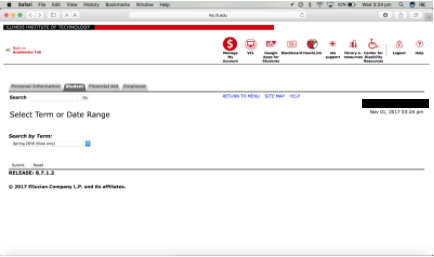 Safari File Edit View History Bookmarks Window Help
92% Wed 3:24 pm
my.iit.edu
ILLINOIS INSTITUTE OF TECHNOLOGY
Back to
Academics Tab
Manage My Account
VCL
Google Apps for Students
Blackboard
HawkLink
ots support
library e-resources
Center for Disability Resources
Logout
Help
Personal Information Student Financial Aid Employee
Search Go
RETURN TO MENU SITE MAP HELP
Select Term or Date Range
Nov 01, 2017 03:24 pm
Search by Term:
Spring 2018 (View only)
Submit Reset
RELEASE: 8.7.1.2
© 2017 Ellucian Company L.P. and its affiliates.